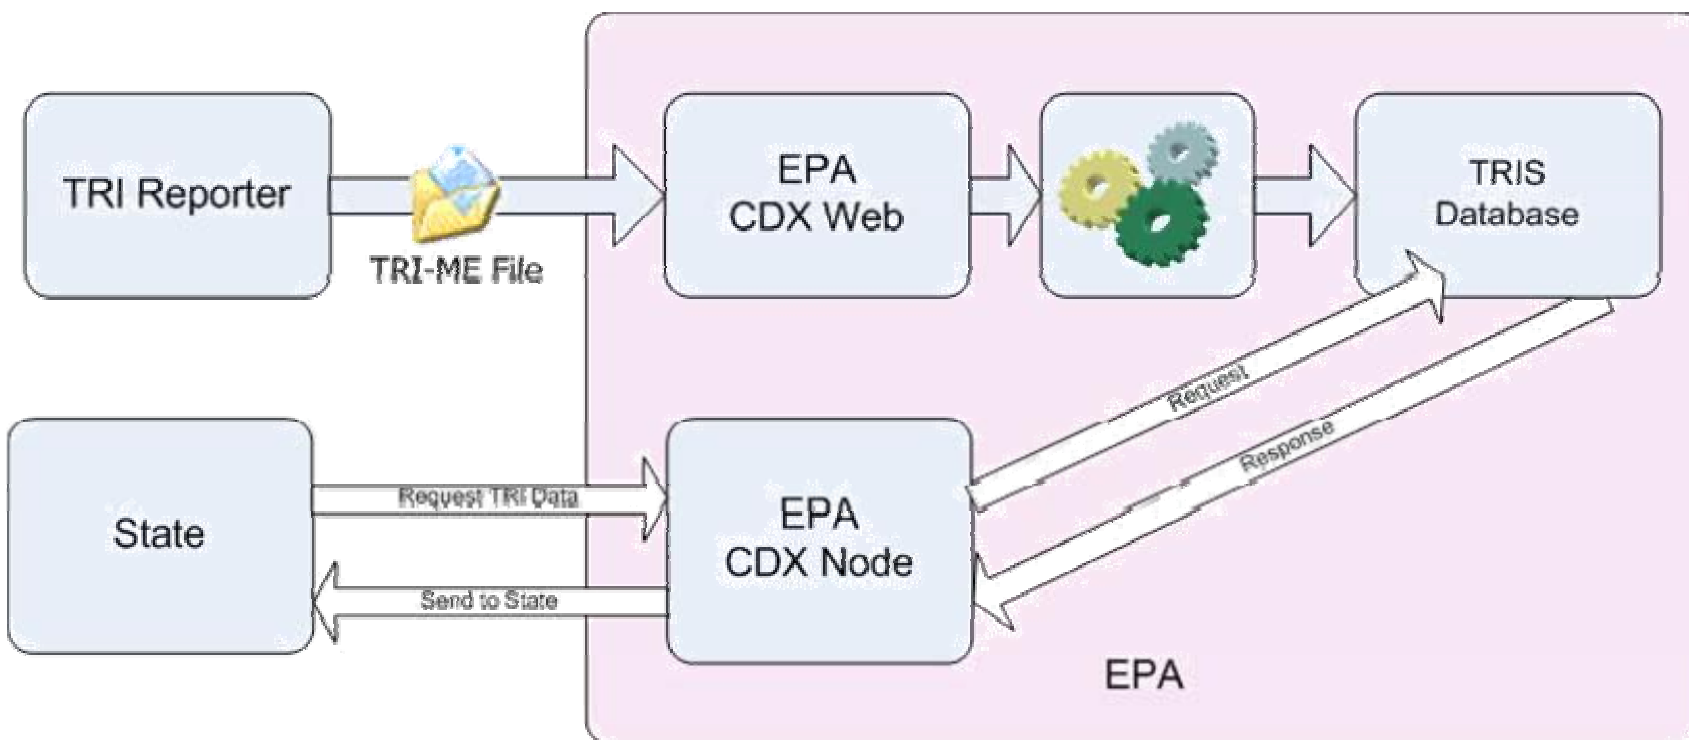 TRI Reporter
TRI-ME File
EPA
CDX Web
TRIS
Database
Request
Response
State
Request TRI Data
Send to State
EPA
CDX Node
EPA